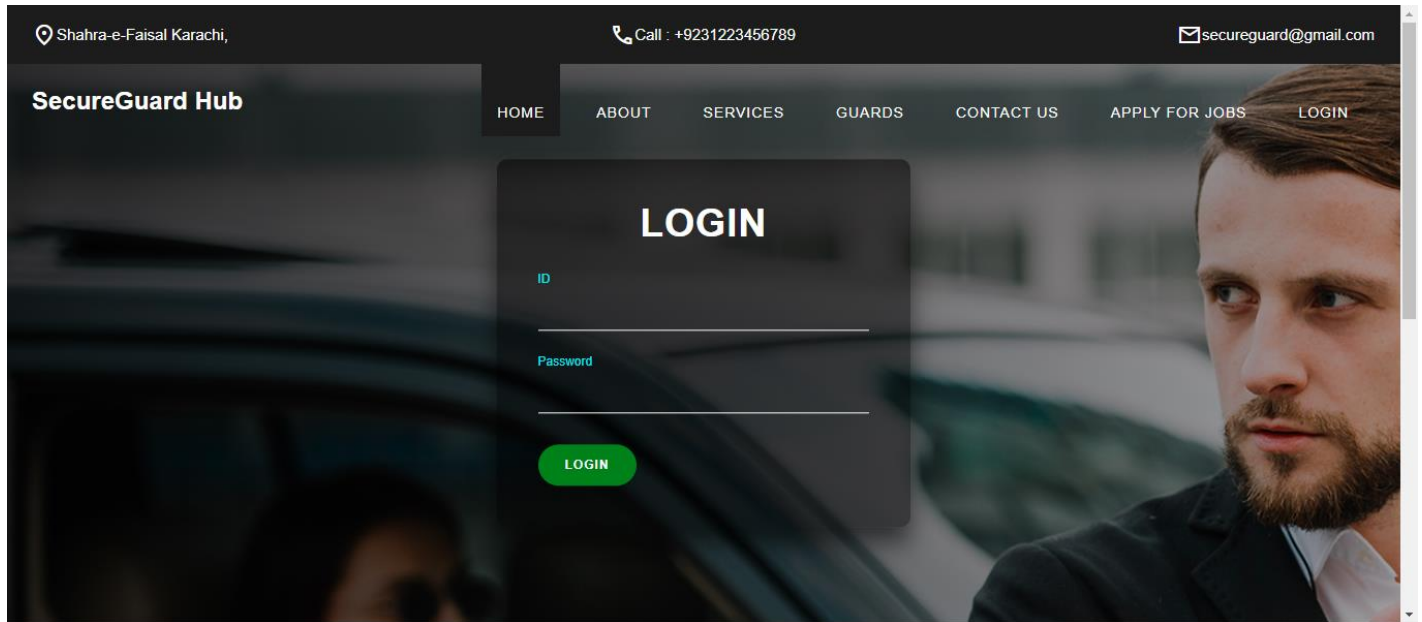 Shahra-e-Faisal Karachi,
Call : +9231223456789
secureguard@gmail.com
SecureGuard Hub
HOME ABOUT SERVICES GUARDS CONTACT US APPLY FOR JOBS LOGIN
LOGIN
ID
Password
LOGIN